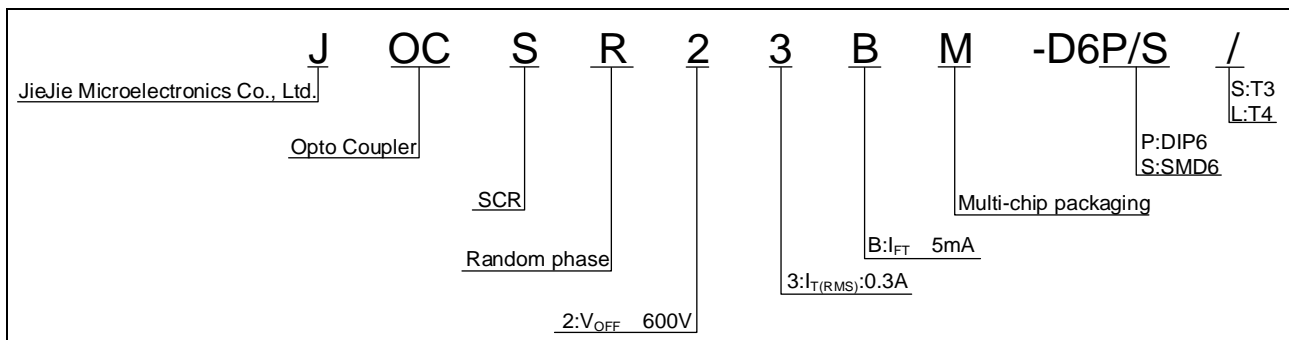 J OC S R 2 3 B M -D6P/S /
JieJie Microelectronics Co., Ltd.
S:T3
L:T4
Opto Coupler
P:DIP6
S:SMD6
SCR
Multi-chip packaging
Random phase
B:IFT 5mA
3:IT(RMS):0.3A
2:VOFF 600V